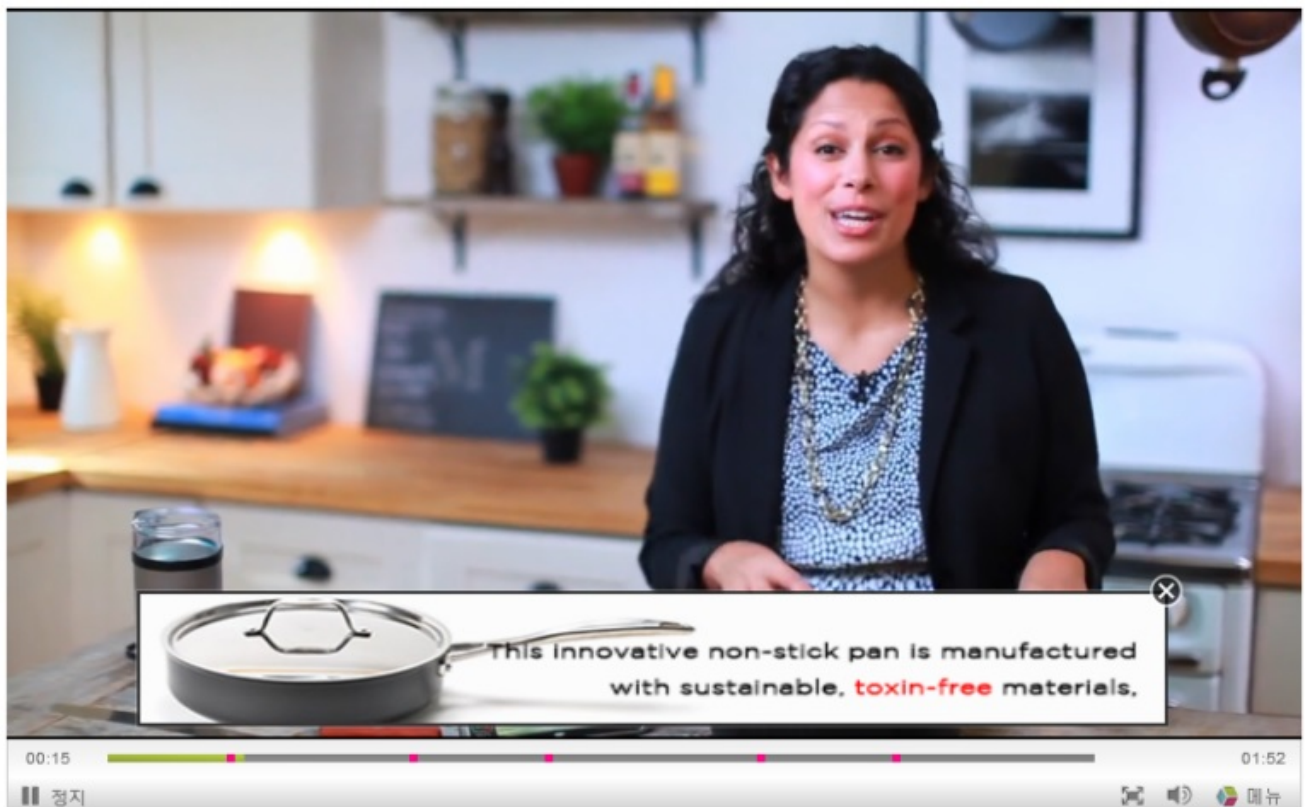 M
This innovative non-stick pan is manufactured
with sustainable, toxin-free materials.
00:15
01:52
정지
메뉴